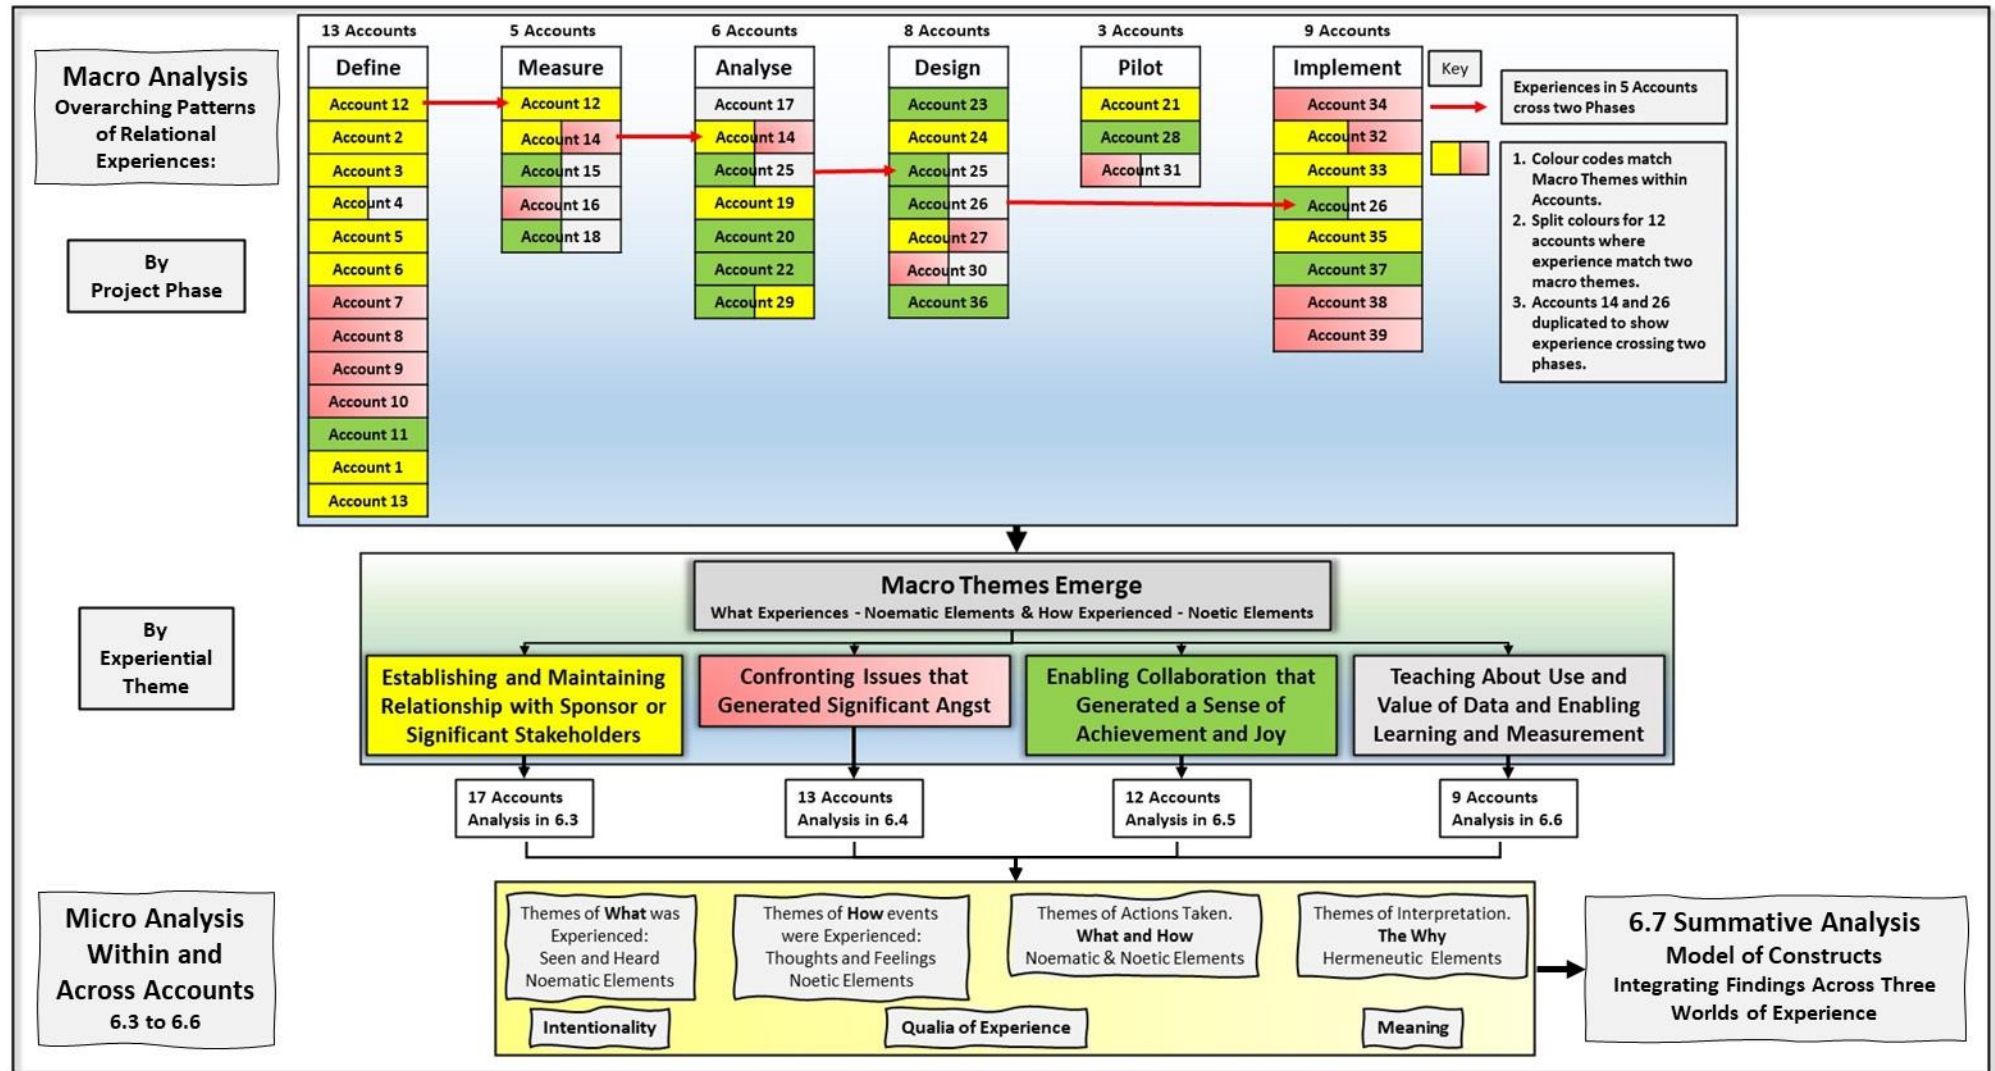 Macro Analysis
Overarching Patterns
of Relational
Experiences:
By
Project Phase
13 Accounts
Define
Account 12
Account 2
Account 3
Account 4
Account 5
Account 6
Account 7
Account 8
Account 9
Account 10
Account 11
Account 1
Account 13
5 Accounts
Measure
Account 12
Account 14
Account 15
Account 16
Account 18
6 Accounts
Analyse
Account 17
Account 14
Account 25
Account 19
Account 20
Account 22
Account 29
8 Accounts
Design
Account 23
Account 24
Account 25
Account 26
Account 27
Account 30
Account 36
3 Accounts
Pilot
Account 21
Account 28
Account 31
9 Accounts
Implement
Account 34
Account 32
Account 33
Account 26
Account 35
Account 37
Account 38
Account 39
Key
Experiences in 5 Accounts
cross two Phases
1. Colour codes match
Macro Themes within
Accounts.
2. Split colours for 12
accounts where
experience match two
macro themes.
3. Accounts 14 and 26
duplicated to show
experience crossing two
phases.
By
Experiential
Theme
Macro Themes Emerge
What Experiences - Noematic Elements & How Experienced - Noetic Elements
Establishing and Maintaining
Relationship with Sponsor or
Significant Stakeholders
Confronting Issues that
Generated Significant Angst
Enabling Collaboration that
Generated a Sense of
Achievement and Joy
Teaching About Use and
Value of Data and Enabling
Learning and Measurement
17 Accounts
Analysis in 6.3
13 Accounts
Analysis in 6.4
12 Accounts
Analysis in 6.5
9 Accounts
Analysis in 6.6
Micro Analysis
Within and
Across Accounts
6.3 to 6.6
Themes of What was
Experienced:
Seen and Heard
Noematic Elements
Themes of How events
were Experienced:
Thoughts and Feelings
Noetic Elements
Themes of Actions Taken.
What and How
Noematic & Noetic Elements
Themes of Interpretation.
The Why
Hermeneutic Elements
Intentionality
Qualia of Experience
Meaning
6.7 Summative Analysis
Model of Constructs
Integrating Findings Across Three
Worlds of Experience